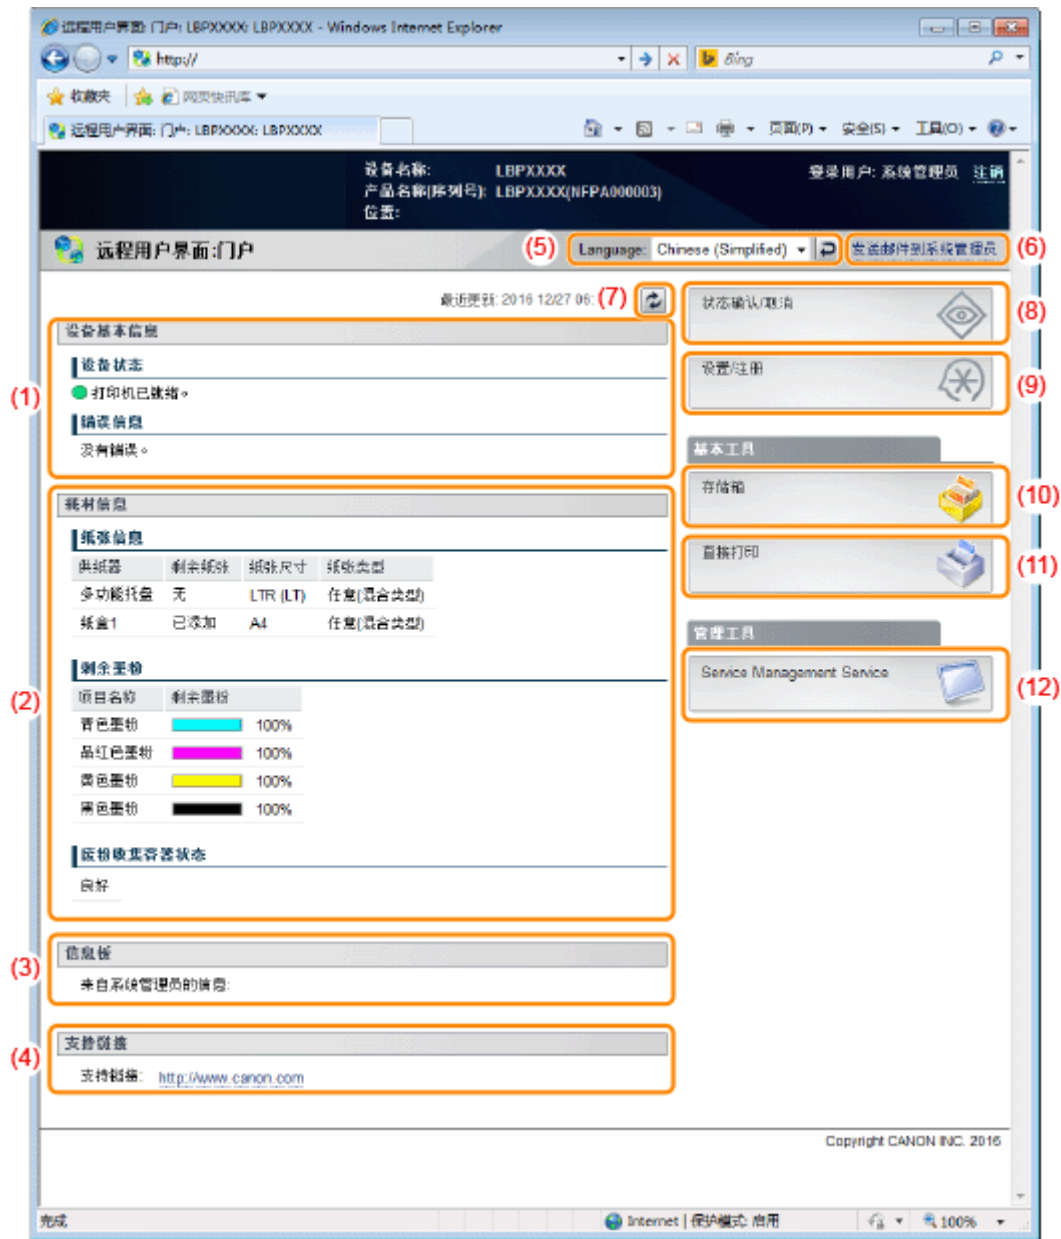 远程用户界面: 门户: LBPXXXX: LBPXXXX - Windows Internet Explorer
http://
Bing
收藏夹 网页快讯库
远程用户界面: 门户: LBPXXXX: LBPXXXX
页面(P) 安全(S) 工具(O)
设备名称: LBPXXXX
登录用户: 系统管理员 注销
产品名称(序列号): LBPXXXX(NFPA000003)
位置:
远程用户界面:门户
(5) Language: Chinese (Simplified) 发送邮件到系统管理员 (6)
最近更新: 2016 12/27 06: (7)
状态确认/取消 (8)
设备基本信息
设备状态
(1) 打印机已就绪。
错误信息
没有错误。
设置/注册 (9)
基本工具
存储箱 (10)
直接打印 (11)
管理工具
Service Management Service (12)
(2) 耗材信息
纸张信息
供纸器 剩余纸张 纸张尺寸 纸张类型
多功能托盘 无 LTR (LT) 任意(混合类型)
纸盒1 已添加 A4 任意(混合类型)
剩余墨粉
项目名称 剩余墨粉
青色墨粉 100%
品红色墨粉 100%
黄色墨粉 100%
黑色墨粉 100%
废粉收集容器状态
良好
(3) 信息板
来自系统管理员的信息:
(4) 支持链接
支持链接: http://www.canon.com
Copyright CANON INC. 2016
完成 Internet | 保护模式: 启用 100%